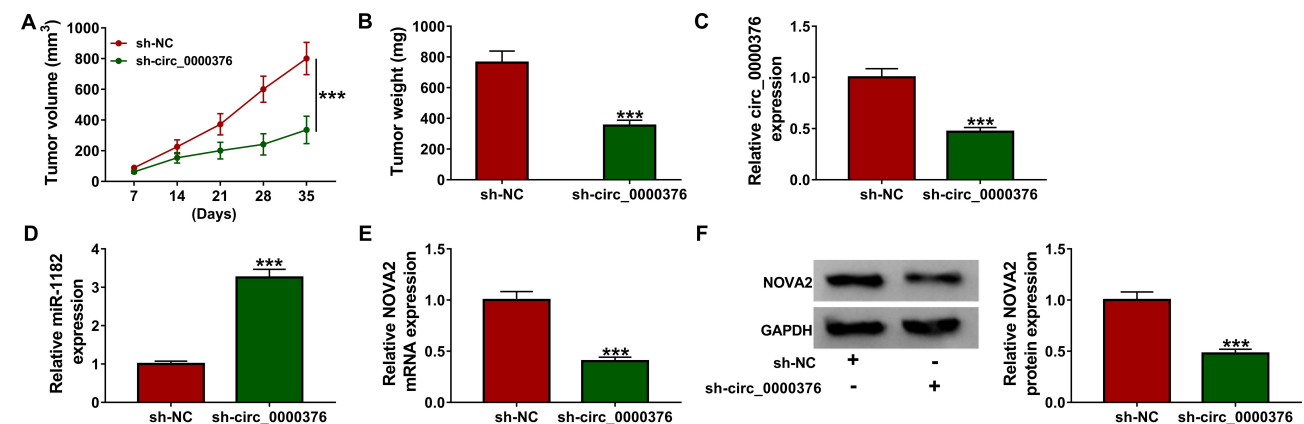 A
Tumor volume (mm³)
1000
800
600
400
200
0
sh-NC
sh-circ_0000376
***
7 14 21 28 35
(Days)
B
Tumor weight (mg)
1000
800
600
400
200
0
***
sh-NC sh-circ_0000376
C
Relative circ_0000376
expression
1.5
1.0
0.5
0.0
***
sh-NC sh-circ_0000376
D
Relative miR-1182
expression
4
3
2
1
0
***
sh-NC sh-circ_0000376
E
Relative NOVA2
mRNA expression
1.5
1.0
0.5
0.0
***
sh-NC sh-circ_0000376
F
NOVA2
GAPDH
sh-NC + -
sh-circ_0000376 - +
Relative NOVA2
protein expression
1.5
1.0
0.5
0.0
***
sh-NC sh-circ_0000376